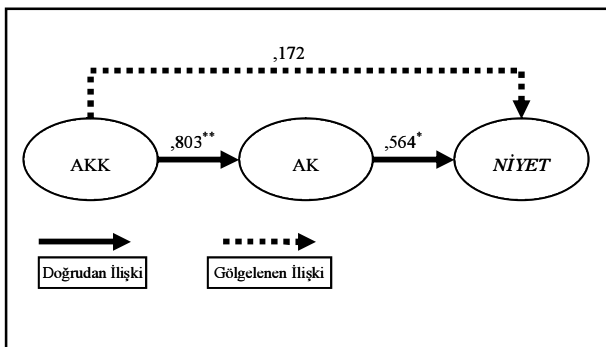 ,172
,803**
,564*
AKK
AK
NİYET
Doğrudan İlişki
Gölgelenen İlişki